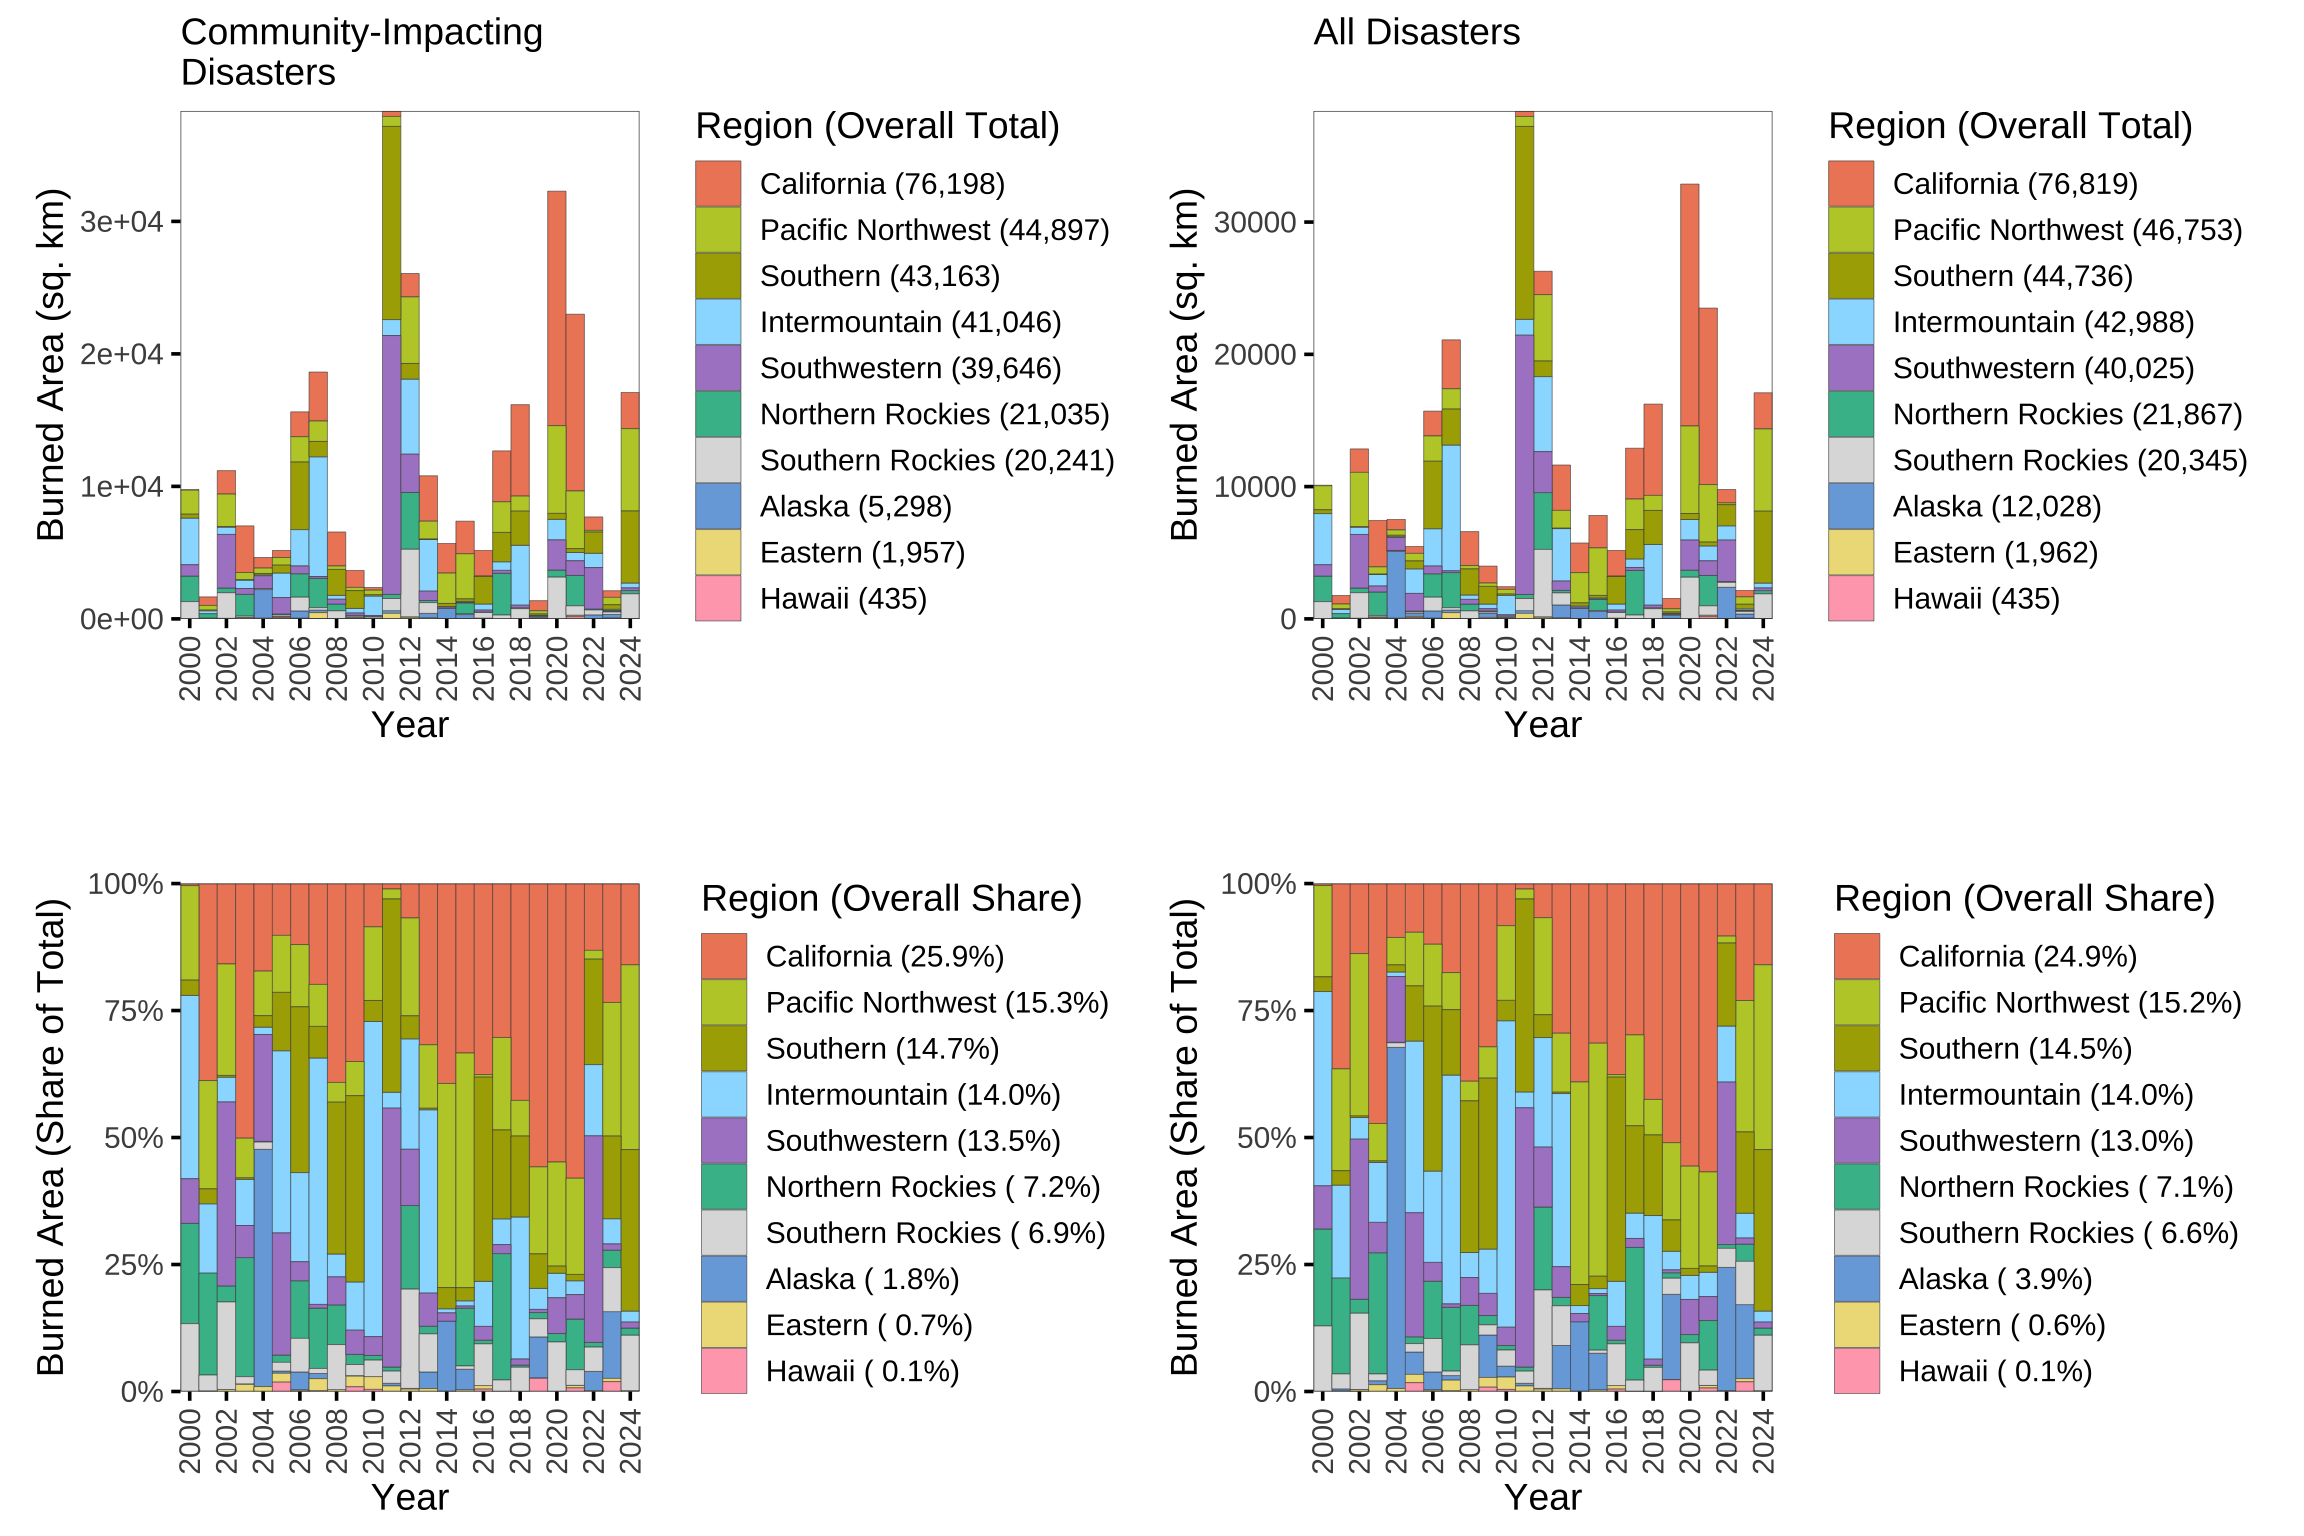 Community-Impacting
Disasters
Burned Area (sq. km)
3e+04
2e+04
1e+04
0e+00
2000
2002
2004
2006
2008
2010
2012
2014
2016
2018
2020
2022
2024
Year
Region (Overall Total)
California (76,198)
Pacific Northwest (44,897)
Southern (43,163)
Intermountain (41,046)
Southwestern (39,646)
Northern Rockies (21,035)
Southern Rockies (20,241)
Alaska (5,298)
Eastern (1,957)
Hawaii (435)
All Disasters
Burned Area (sq. km)
30000
20000
10000
0
2000
2002
2004
2006
2008
2010
2012
2014
2016
2018
2020
2022
2024
Year
Region (Overall Total)
California (76,819)
Pacific Northwest (46,753)
Southern (44,736)
Intermountain (42,988)
Southwestern (40,025)
Northern Rockies (21,867)
Southern Rockies (20,345)
Alaska (12,028)
Eastern (1,962)
Hawaii (435)
Burned Area (Share of Total)
100%
75%
50%
25%
0%
2000
2002
2004
2006
2008
2010
2012
2014
2016
2018
2020
2022
2024
Year
Region (Overall Share)
California (25.9%)
Pacific Northwest (15.3%)
Southern (14.7%)
Intermountain (14.0%)
Southwestern (13.5%)
Northern Rockies ( 7.2%)
Southern Rockies ( 6.9%)
Alaska ( 1.8%)
Eastern ( 0.7%)
Hawaii ( 0.1%)
Burned Area (Share of Total)
100%
75%
50%
25%
0%
2000
2002
2004
2006
2008
2010
2012
2014
2016
2018
2020
2022
2024
Year
Region (Overall Share)
California (24.9%)
Pacific Northwest (15.2%)
Southern (14.5%)
Intermountain (14.0%)
Southwestern (13.0%)
Northern Rockies ( 7.1%)
Southern Rockies ( 6.6%)
Alaska ( 3.9%)
Eastern ( 0.6%)
Hawaii ( 0.1%)